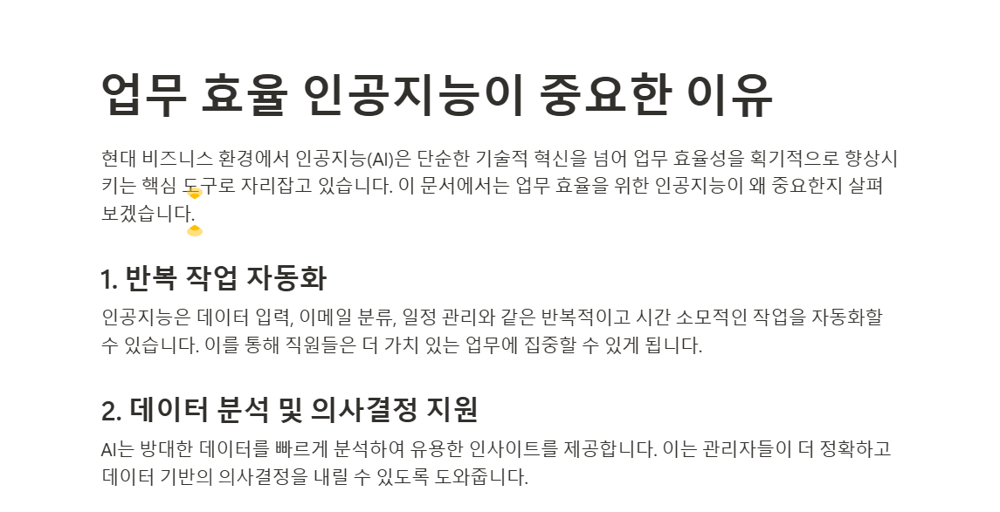 업무 효율 인공지능이 중요한 이유
현대 비즈니스 환경에서 인공지능(AI)은 단순한 기술적 혁신을 넘어 업무 효율성을 획기적으로 향상시
키는 핵심 도구로 자리잡고 있습니다. 이 문서에서는 업무 효율을 위한 인공지능이 왜 중요한지 살펴
보겠습니다.
1. 반복 작업 자동화
인공지능은 데이터 입력, 이메일 분류, 일정 관리와 같은 반복적이고 시간 소모적인 작업을 자동화할
수 있습니다. 이를 통해 직원들은 더 가치 있는 업무에 집중할 수 있게 됩니다.
2. 데이터 분석 및 의사결정 지원
AI는 방대한 데이터를 빠르게 분석하여 유용한 인사이트를 제공합니다. 이는 관리자들이 더 정확하고
데이터 기반의 의사결정을 내릴 수 있도록 도와줍니다.